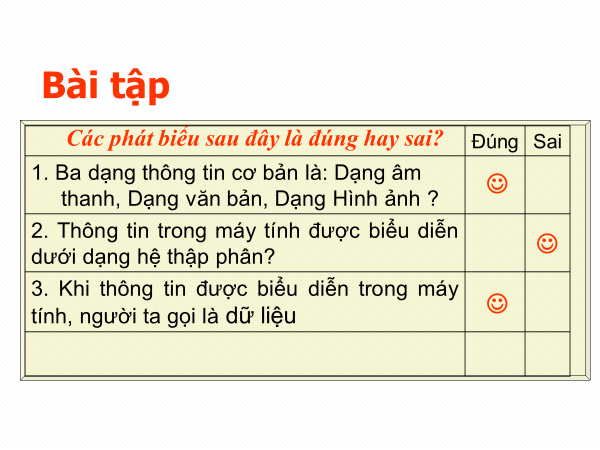 Bài tập
Các phát biểu sau đây là đúng hay sai? Đúng Sai
1. Ba dạng thông tin cơ bản là: Dạng âm
thanh, Dạng văn bản, Dạng Hình ảnh ?
2. Thông tin trong máy tính được biểu diễn
dưới dạng hệ thập phân?
3. Khi thông tin được biểu diễn trong máy
tính, người ta gọi là dữ liệu